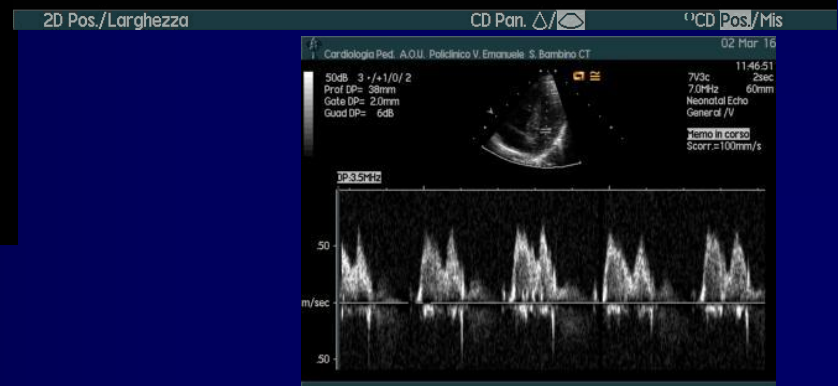 2D Pos./Larghezza CD Pan. / CD Pos./Mis
02 Mar 16
Cardiologia Ped. A.O.U. Policlinico V. Emanuele S. Bambino CT
11:46:51
50dB 3 •/+1/0/ 2 7V3c 2sec
Prof DP= 38mm 7.0MHz 60mm
Gate DP= 2.0mm Neonatal Echo
Guad DP= 6dB General /V
Memo in corso
Scorr.=100mm/s
DP:3.5MHz
.50
m/sec
.50